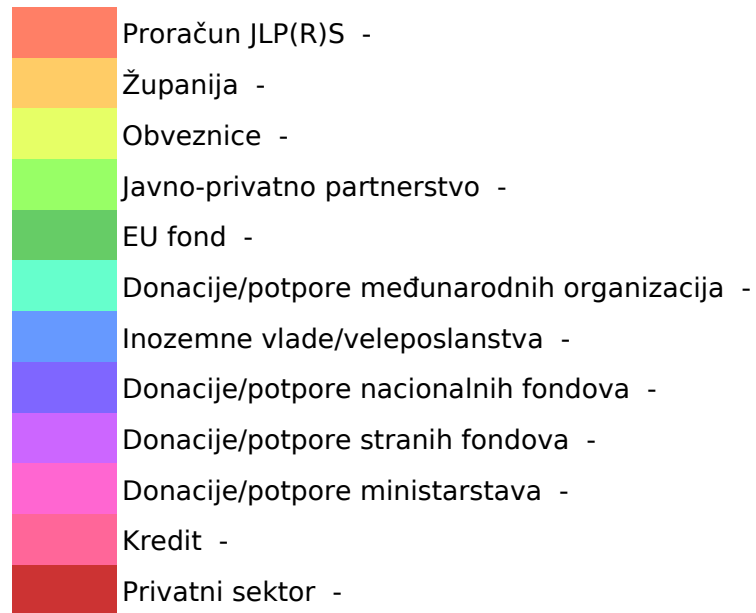 Proračun JLP(R)S -
Županija -
Obveznice -
Javno-privatno partnerstvo -
EU fond -
Donacije/potpore međunarodnih organizacija -
Inozemne vlade/veleposlanstva -
Donacije/potpore nacionalnih fondova -
Donacije/potpore stranih fondova -
Donacije/potpore ministarstava -
Kredit -
Privatni sektor -